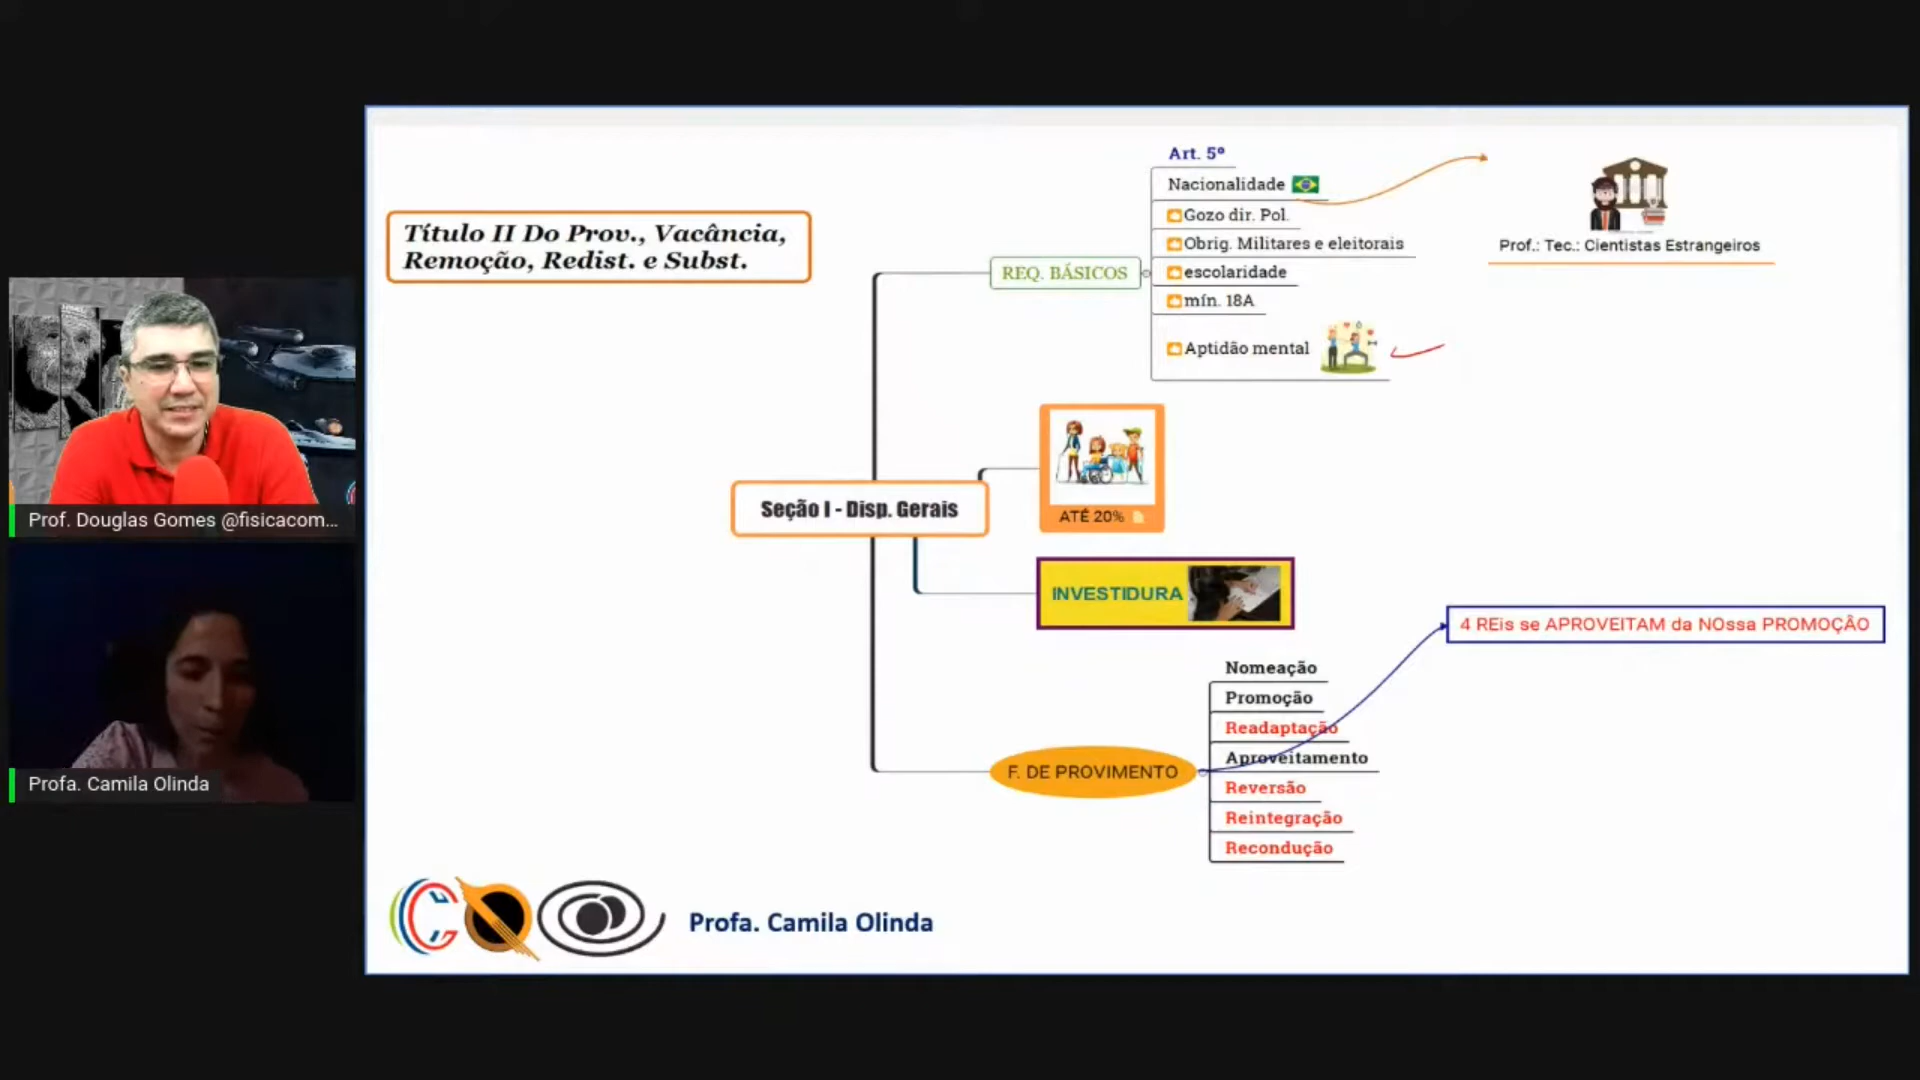 Título II Do Prov., Vacância,
Remoção, Redist. e Subst.
Art. 5º
Nacionalidade
Gozo dir. Pol.
Obrig. Militares e eleitorais
escolaridade
mín. 18A
Aptidão mental
REQ. BÁSICOS
Prof.: Tec.: Cientistas Estrangeiros
Seção I - Disp. Gerais
ATÉ 20%
INVESTIDURA
F. DE PROVIMENTO
Nomeação
Promoção
Readaptação
Aproveitamento
Reversão
Reintegração
Recondução
4 REis se APROVEITAM da NOssa PROMOÇÃO
Profa. Camila Olinda
Prof. Douglas Gomes @fisicacom...
Profa. Camila Olinda